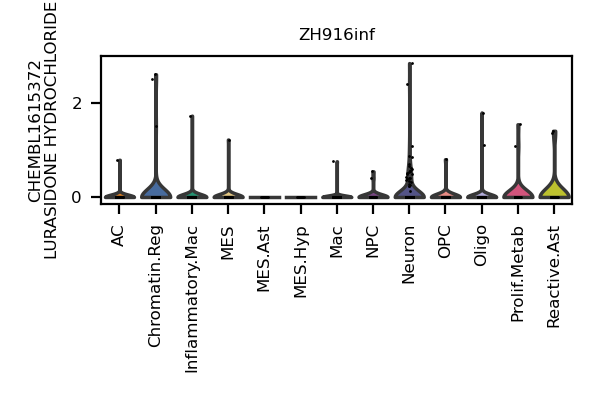 ZH916inf
CHEMBL1615372
LURASIDONE HYDROCHLORIDE
2
0
AC
Chromatin.Reg
Inflammatory.Mac
MES
MES.Ast
MES.Hyp
Mac
NPC
Neuron
OPC
Oligo
Prolif.Metab
Reactive.Ast